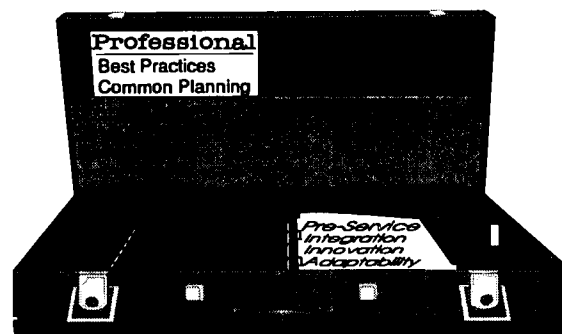 Professional
Best Practices
Common Planning
Pre-Service
Integration
Innovation
Adaptability